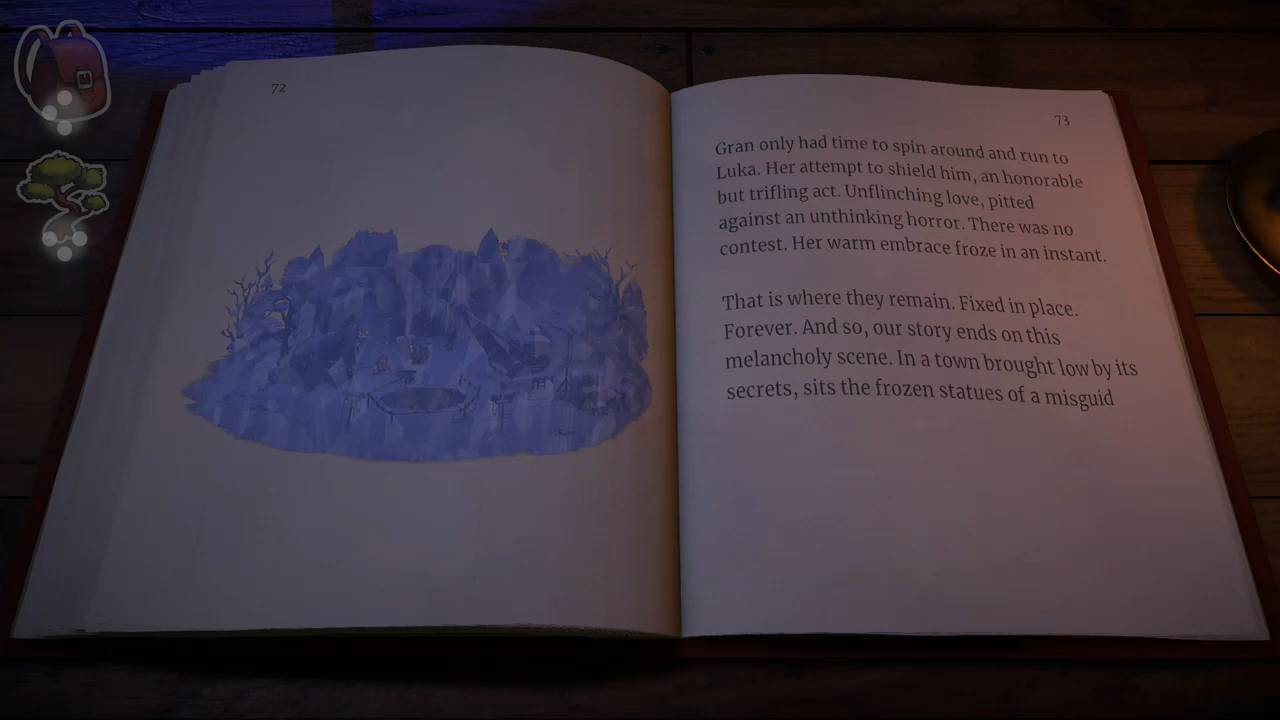 72
73
Gran only had time to spin around and run to
Luka. Her attempt to shield him, an honorable
but trifling act. Unflinching love, pitted
against an unthinking horror. There was no
contest. Her warm embrace froze in an instant.
That is where they remain. Fixed in place.
Forever. And so, our story ends on this
melancholy scene. In a town brought low by its
secrets, sits the frozen statues of a misguid